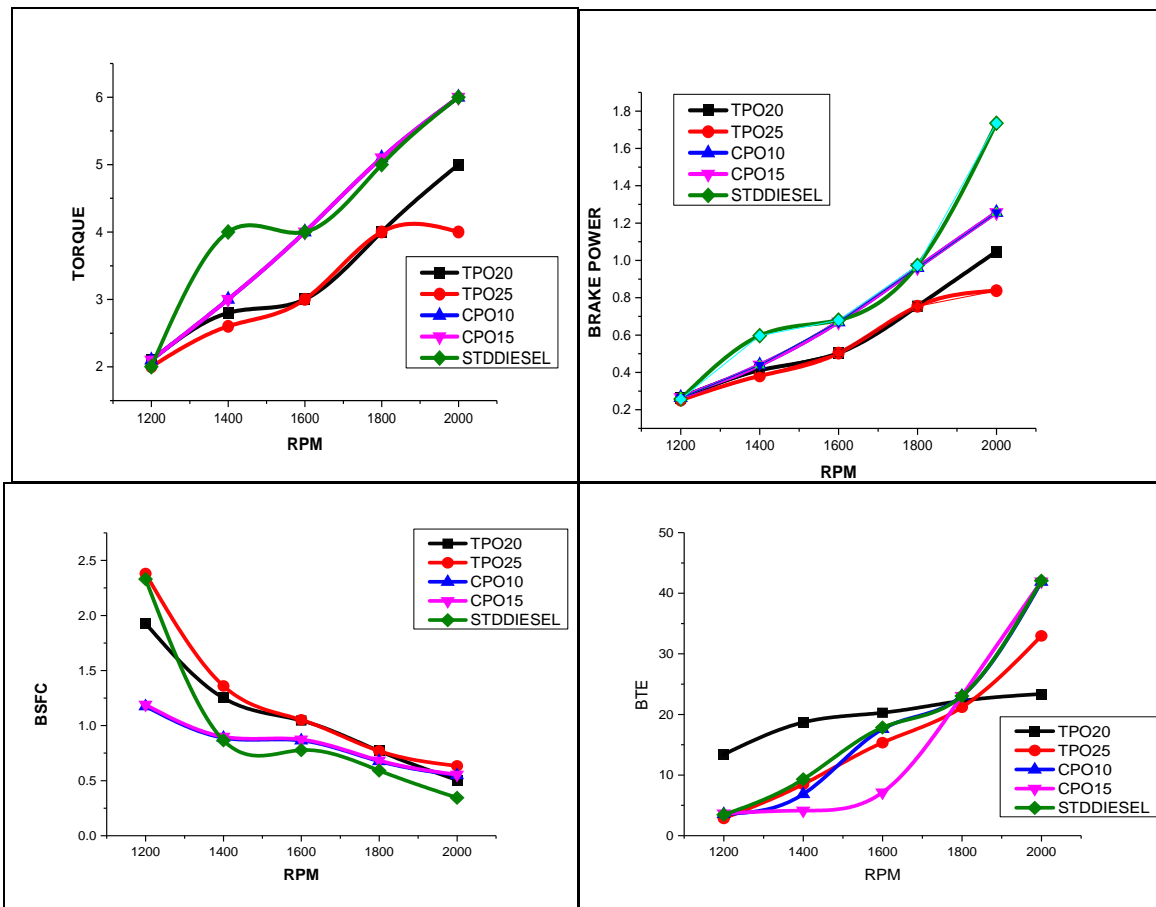 6
5
4
3
2
TORQUE
1200 1400 1600 1800 2000
RPM
TPO20
TPO25
CPO10
CPO15
STDDIESEL
1.8
1.6
1.4
1.2
1.0
0.8
0.6
0.4
0.2
BRAKE POWER
1200 1400 1600 1800 2000
RPM
TPO20
TPO25
CPO10
CPO15
STDDIESEL
2.5
2.0
1.5
1.0
0.5
0.0
BSFC
1200 1400 1600 1800 2000
RPM
TPO20
TPO25
CPO10
CPO15
STDDIESEL
50
40
30
20
10
0
BTE
1200 1400 1600 1800 2000
RPM
TPO20
TPO25
CPO10
CPO15
STDDIESEL